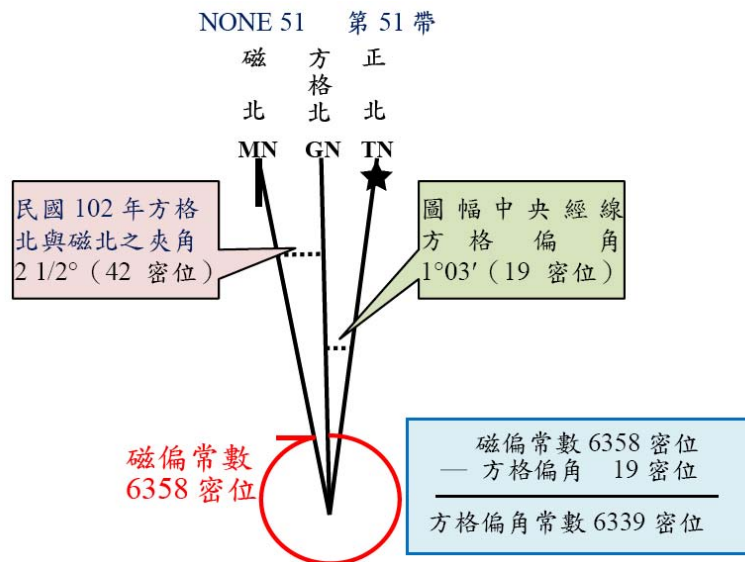 NONE 51 第 51 帶
磁北 方格北 正北
MN GN TN
民國 102 年方格
北與磁北之夾角
2 1/2°（42 密位）
圖幅中央經線
方格偏角
1°03′（19 密位）
磁偏常數
6358 密位
磁偏常數 6358 密位
— 方格偏角 19 密位
方格偏角常數 6339 密位